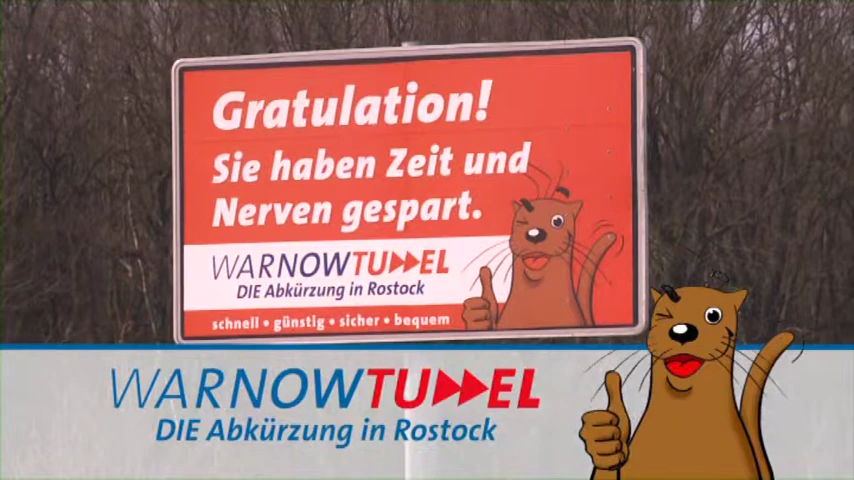 Gratulation!
Sie haben Zeit und
Nerven gespart.
WARNOWTUNNEL
DIE Abkürzung in Rostock
schnell • günstig • sicher • bequem
WARNOWTUNNEL
DIE Abkürzung in Rostock